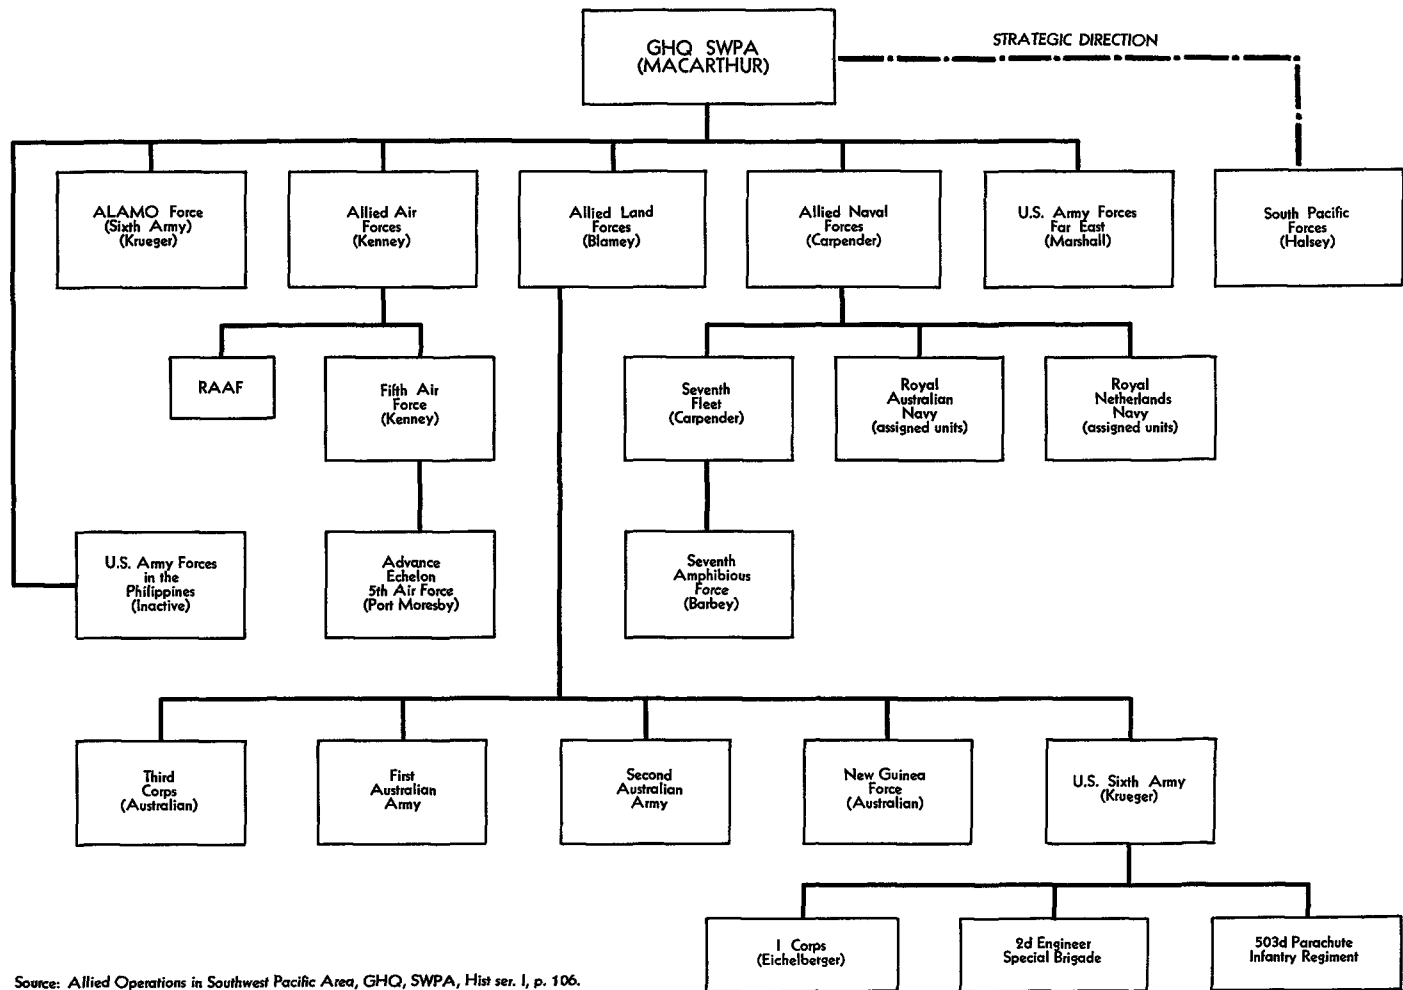 GHQ SWPA
(MACARTHUR)
STRATEGIC DIRECTION
ALAMO Force
(Sixth Army)
(Krueger)
Allied Air
Forces
(Kenney)
Allied Land
Forces
(Blamey)
Allied Naval
Forces
(Carpender)
U.S. Army Forces
Far East
(Marshall)
South Pacific
Forces
(Halsey)
RAAF
Fifth Air
Force
(Kenney)
Seventh
Fleet
(Carpender)
Royal
Australian
Navy
(assigned units)
Royal
Netherlands
Navy
(assigned units)
U.S. Army Forces
in the
Philippines
(Inactive)
Advance
Echelon
5th Air Force
(Port Moresby)
Seventh
Amphibious
Force
(Barbey)
Third
Corps
(Australian)
First
Australian
Army
Second
Australian
Army
New Guinea
Force
(Australian)
U.S. Sixth Army
(Krueger)
I Corps
(Eichelberger)
2d Engineer
Special Brigade
503d Parachute
Infantry Regiment
Source: Allied Operations in Southwest Pacific Area, GHQ, SWPA, Hist ser. I, p. 106.